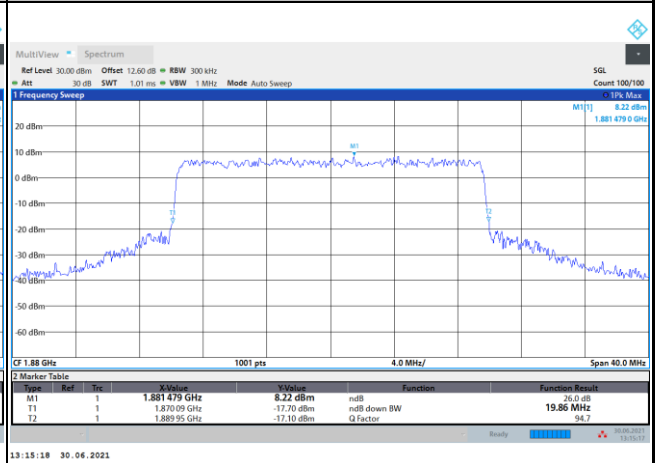 MultiView Spectrum
Ref Level 30.00 dBm Offset 12.60 dB RBW 300 kHz SGL
Att 30 dB SWT 1.01 ms VBW 1 MHz Mode Auto Sweep Count 100/100
1 Frequency Sweep 1Pk Max
M1[1] 8.22 dBm
1.881 479 0 GHz
20 dBm
M1
10 dBm
0 dBm
-10 dBm
T1 T2
-20 dBm
-30 dBm
-40 dBm
-50 dBm
-60 dBm
CF 1.88 GHz 1001 pts 4.0 MHz/ Span 40.0 MHz
2 Marker Table
Type Ref Trc X-Value Y-Value Function Function Result
M1 1 1.881 479 GHz 8.22 dBm ndB 26.0 dB
T1 1 1.870 09 GHz -17.70 dBm ndB down BW 19.86 MHz
T2 1 1.889 95 GHz -17.10 dBm Q Factor 94.7
Ready 30.06.2021
13:15:17
13:15:18 30.06.2021